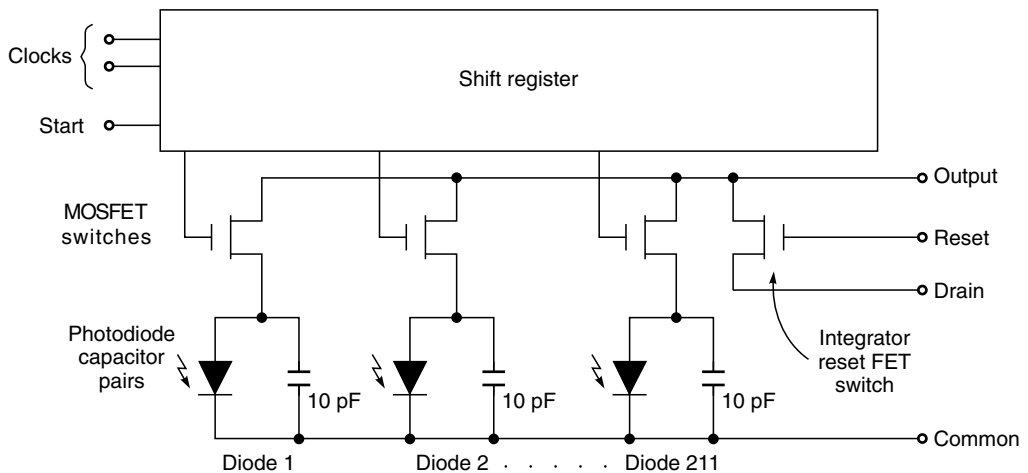 Clocks
Shift register
Start
Output
MOSFET
switches
Reset
Drain
Photodiode
capacitor
pairs
Integrator
reset FET
switch
10 pF
10 pF
10 pF
Common
Diode 1
Diode 2 . . . . . Diode 211